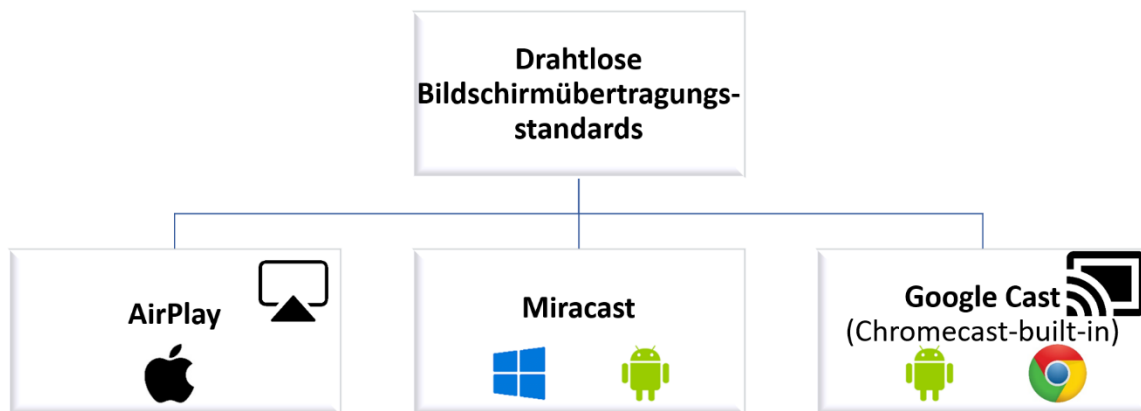 Drahtlose
Bildschirmübertragungs-
standards
AirPlay
Miracast
Google Cast
(Chromecast-built-in)